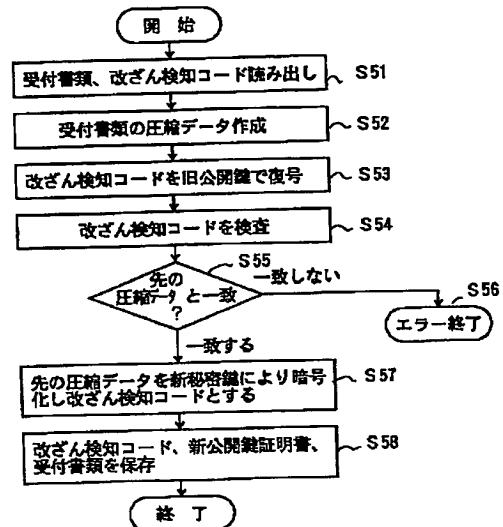 開 始
受付書類、改ざん検知コード読み出し
S51
受付書類の圧縮データ作成
S52
改ざん検知コードを旧公開鍵で復号
S53
改ざん検知コードを検査
S54
S55
先の
圧縮データと一致
?
一致しない
S56
エラー終了
一致する
先の圧縮データを新秘密鍵により暗号
化し改ざん検知コードとする
S57
改ざん検知コード、新公開鍵証明書、
受付書類を保存
S58
終 了